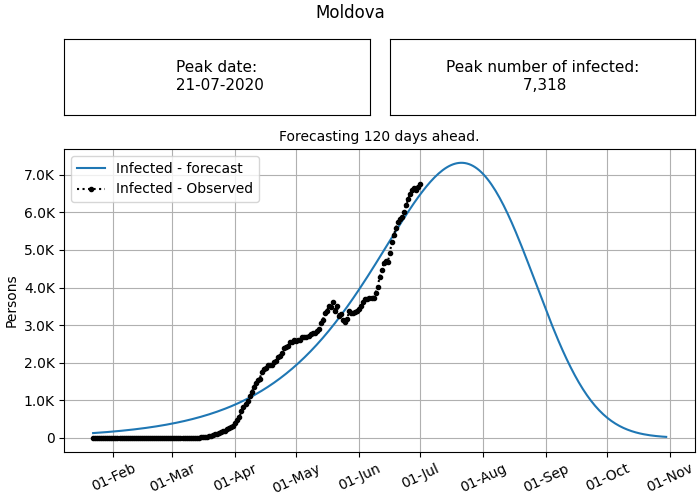 Moldova
Peak date:
21-07-2020
Peak number of infected:
7,318
Forecasting 120 days ahead.
Infected - forecast
Infected - Observed
7.0K
6.0K
5.0K
4.0K
3.0K
2.0K
1.0K
0
Persons
01-Feb
01-Mar
01-Apr
01-May
01-Jun
01-Jul
01-Aug
01-Sep
01-Oct
01-Nov